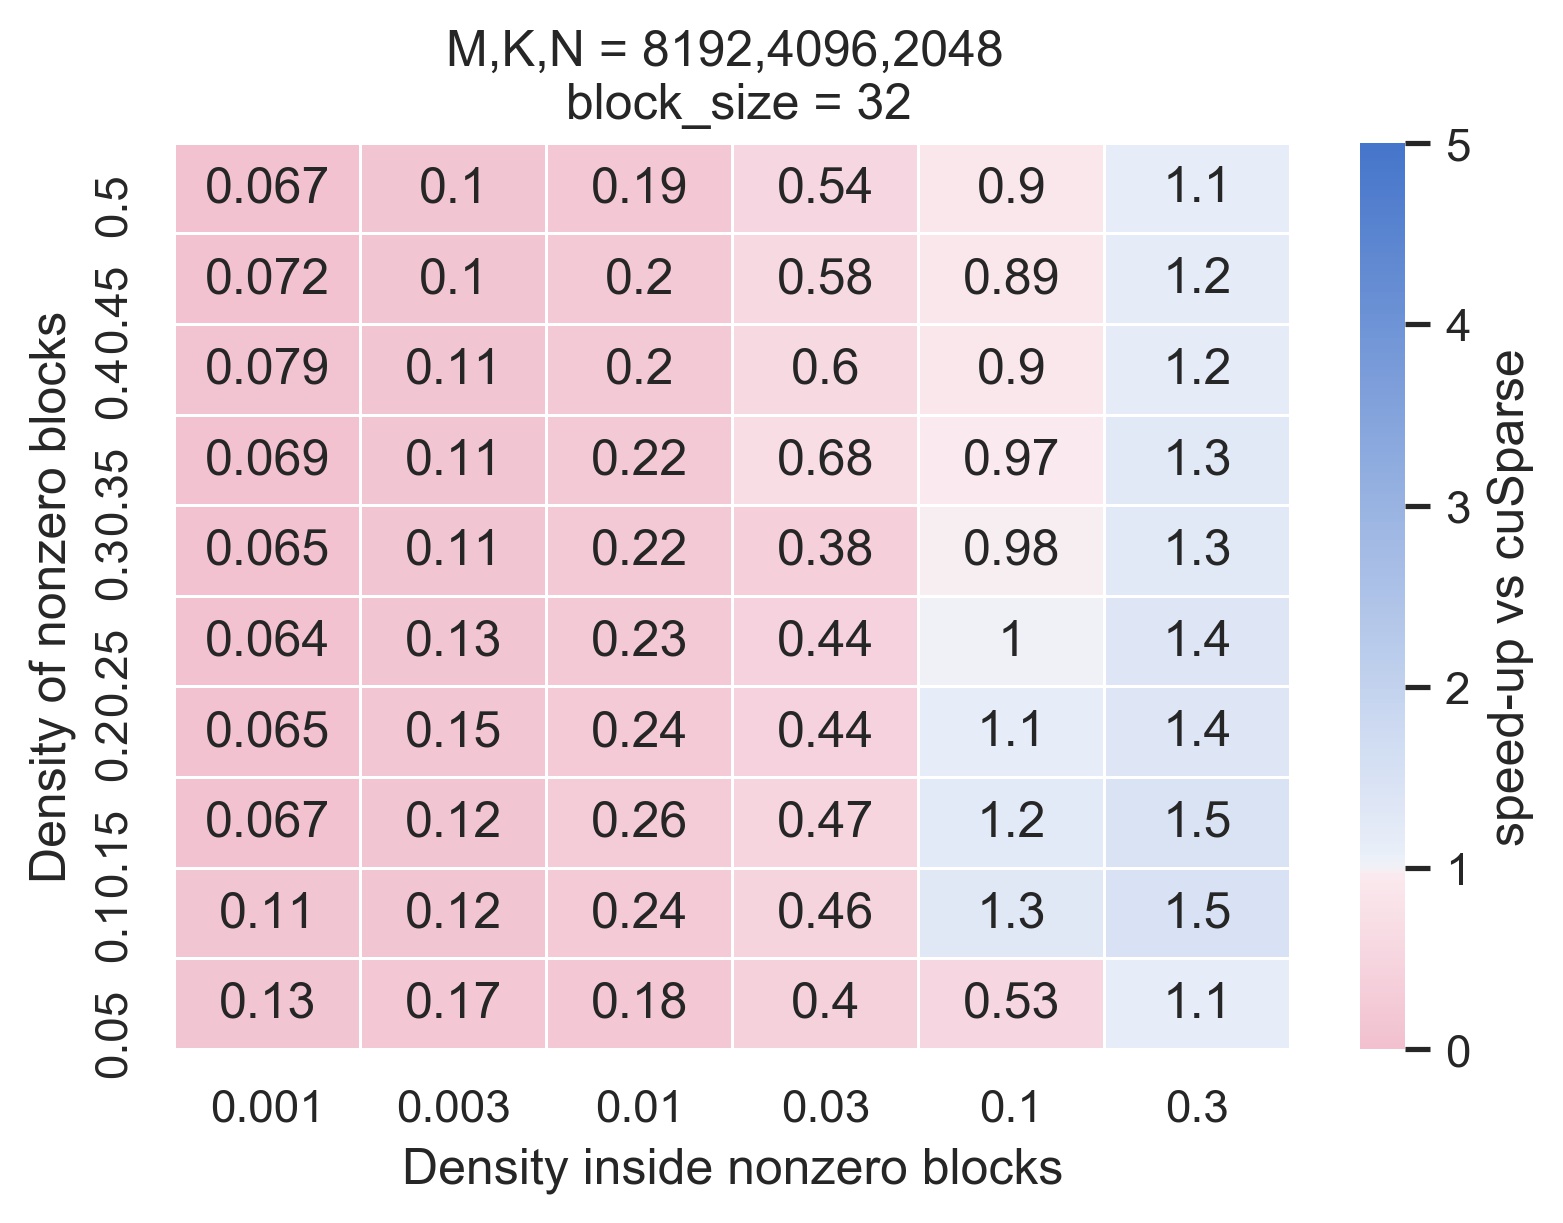 M,K,N = 8192,4096,2048
block_size = 32
Density of nonzero blocks
0.5 0.067 0.1 0.19 0.54 0.9 1.1
0.45 0.072 0.1 0.2 0.58 0.89 1.2
0.4 0.079 0.11 0.2 0.6 0.9 1.2
0.35 0.069 0.11 0.22 0.68 0.97 1.3
0.3 0.065 0.11 0.22 0.38 0.98 1.3
0.25 0.064 0.13 0.23 0.44 1 1.4
0.2 0.065 0.15 0.24 0.44 1.1 1.4
0.15 0.067 0.12 0.26 0.47 1.2 1.5
0.1 0.11 0.12 0.24 0.46 1.3 1.5
0.05 0.13 0.17 0.18 0.4 0.53 1.1
0.001 0.003 0.01 0.03 0.1 0.3
Density inside nonzero blocks
5
4
3
2
1
0
speed-up vs cuSparse